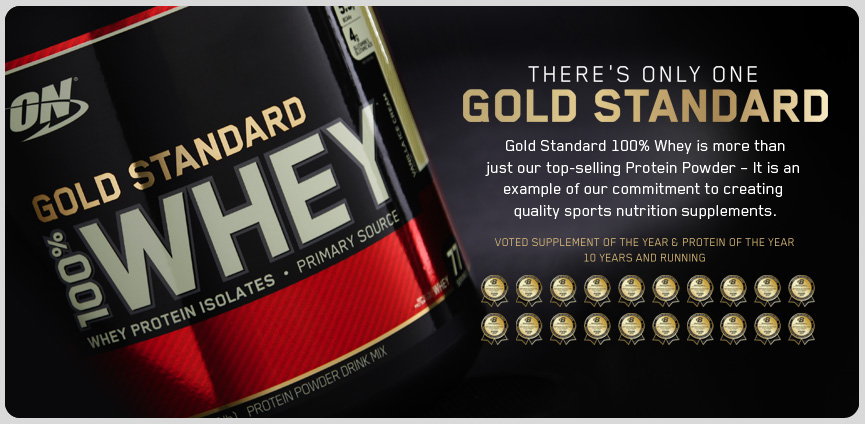 ON
GOLD STANDARD
100% WHEY
WHEY PROTEIN ISOLATES • PRIMARY SOURCE
PROTEIN POWDER DRINK MIX
VANILLA ICE CREAM
THERE'S ONLY ONE
GOLD STANDARD
Gold Standard 100% Whey is more than
just our top-selling Protein Powder – It is an
example of our commitment to creating
quality sports nutrition supplements.
VOTED SUPPLEMENT OF THE YEAR & PROTEIN OF THE YEAR
10 YEARS AND RUNNING